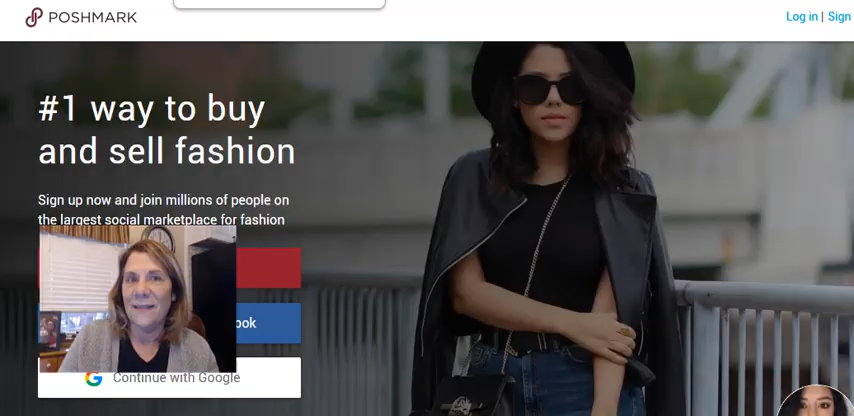 POSHMARK
Log in | Sign
#1 way to buy
and sell fashion
Sign up now and join millions of people on
the largest social marketplace for fashion
ook
Continue with Google